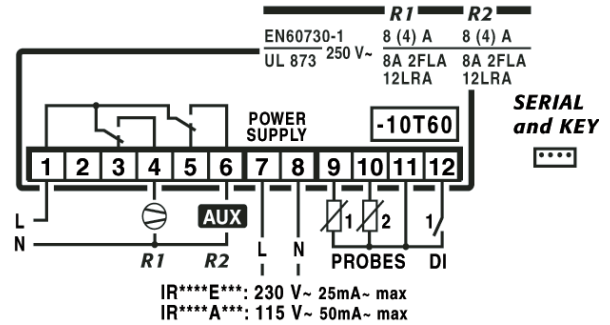 R1 R2
EN60730-1 250 V~ 8 (4) A 8 (4) A
UL 873 8A 2FLA 8A 2FLA
12LRA 12LRA
SERIAL
and KEY
POWER
SUPPLY
-10T60
1 2 3 4 5 6 7 8 9 10 11 12
L
N
AUX
1 2 1
R1 R2
L N
PROBES DI
IR****E***: 230 V~ 25mA~ max
IR****A***: 115 V~ 50mA~ max